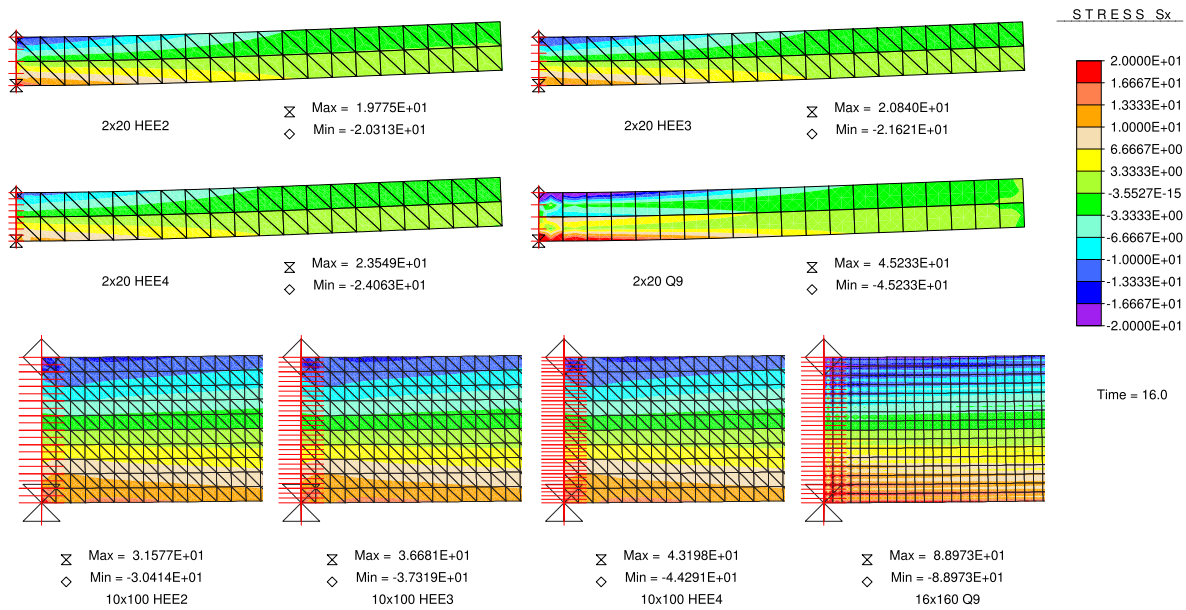 STRESS Sx
2.0000E+01
1.6667E+01
1.3333E+01
1.0000E+01
6.6667E+00
3.3333E+00
-3.5527E-15
-3.3333E+00
-6.6667E+00
-1.0000E+01
-1.3333E+01
-1.6667E+01
-2.0000E+01
Time = 16.0
2x20 HEE2
Max = 1.9775E+01
Min = -2.0313E+01
2x20 HEE3
Max = 2.0840E+01
Min = -2.1621E+01
2x20 HEE4
Max = 2.3549E+01
Min = -2.4063E+01
2x20 Q9
Max = 4.5233E+01
Min = -4.5233E+01
Max = 3.1577E+01
Min = -3.0414E+01
10x100 HEE2
Max = 3.6681E+01
Min = -3.7319E+01
10x100 HEE3
Max = 4.3198E+01
Min = -4.4291E+01
10x100 HEE4
Max = 8.8973E+01
Min = -8.8973E+01
16x160 Q9